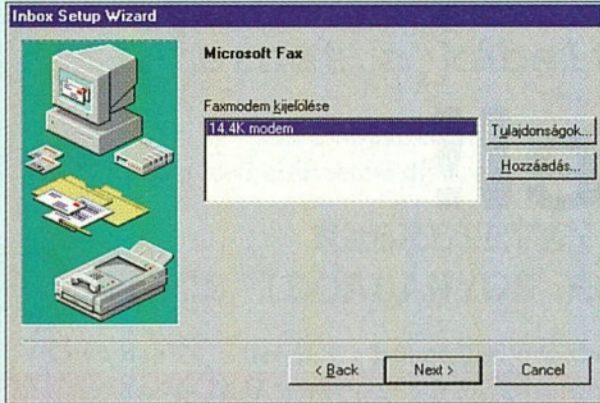 Inbox Setup Wizard
Microsoft Fax
Faxmodem kijelölése
14.4K modem
Tulajdonságok...
Hozzáadás...
< Back
Next >
Cancel